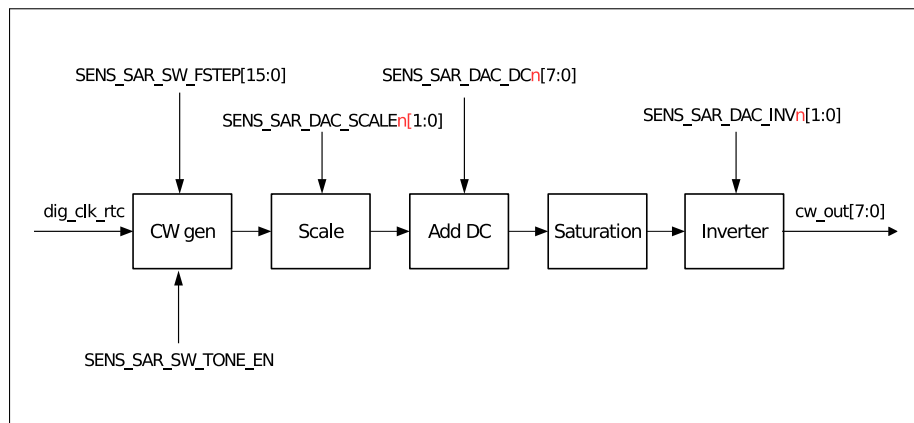 SENS_SAR_SW_FSTEP[15:0]
SENS_SAR_DAC_DCn[7:0]
SENS_SAR_DAC_SCALEn[1:0]
SENS_SAR_DAC_INVn[1:0]
dig_clk_rtc
CW gen
Scale
Add DC
Saturation
Inverter
cw_out[7:0]
SENS_SAR_SW_TONE_EN